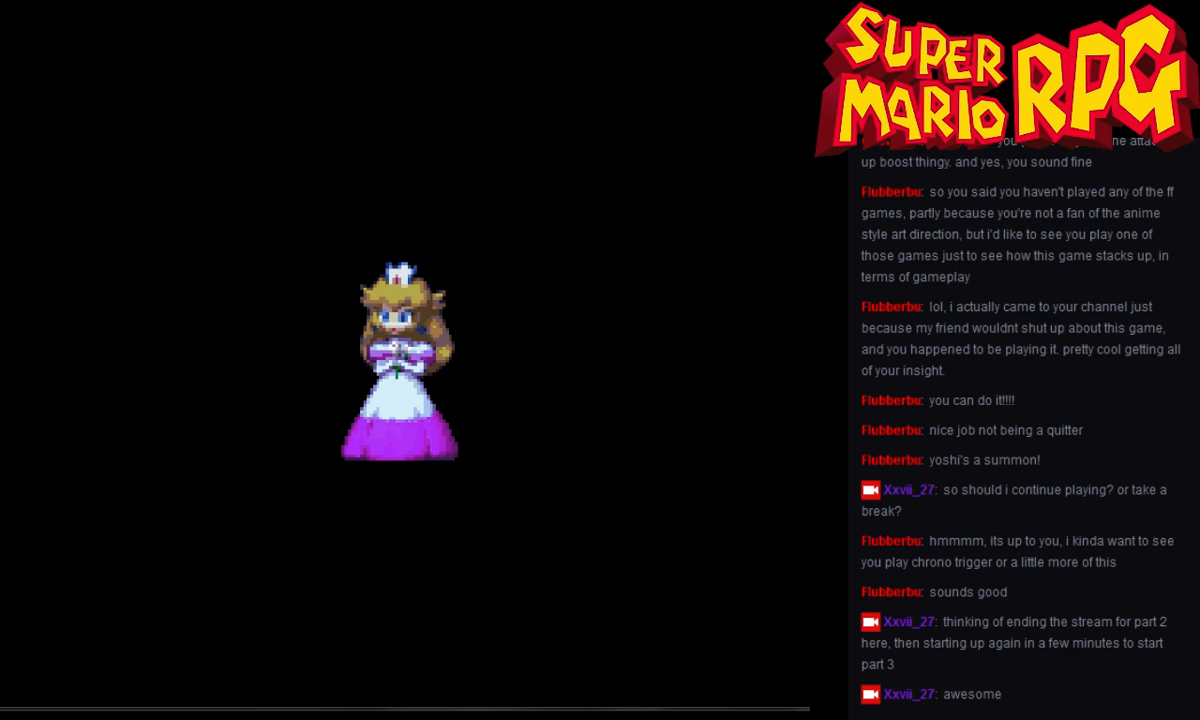 SUPER
MARIO RPG
up boost thingy. and yes, you sound fine
Flubberbu: so you said you haven't played any of the ff
games, partly because you're not a fan of the anime
style art direction, but i'd like to see you play one of
those games just to see how this game stacks up, in
terms of gameplay
Flubberbu: lol, i actually came to your channel just
because my friend wouldnt shut up about this game,
and you happened to be playing it. pretty cool getting all
of your insight.
Flubberbu: you can do it!!!!
Flubberbu: nice job not being a quitter
Flubberbu: yoshi's a summon!
Xxvii_27: so should i continue playing? or take a
break?
Flubberbu: hmmmm, its up to you, i kinda want to see
you play chrono trigger or a little more of this
Flubberbu: sounds good
Xxvii_27: thinking of ending the stream for part 2
here, then starting up again in a few minutes to start
part 3
Xxvii_27: awesome